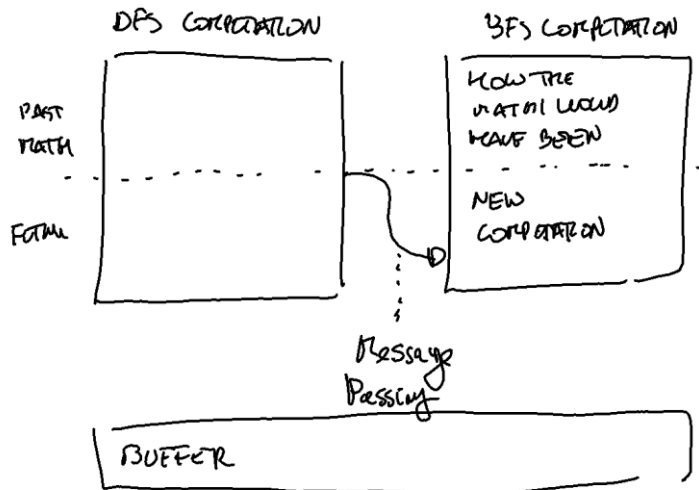 DFS COMPUTATION
BFS COMPUTATION
HOW THE
MATH WOULD
HAVE BEEN
PAST
MATH
NEW
COMPUTATION
Message
Passing
BUFFER